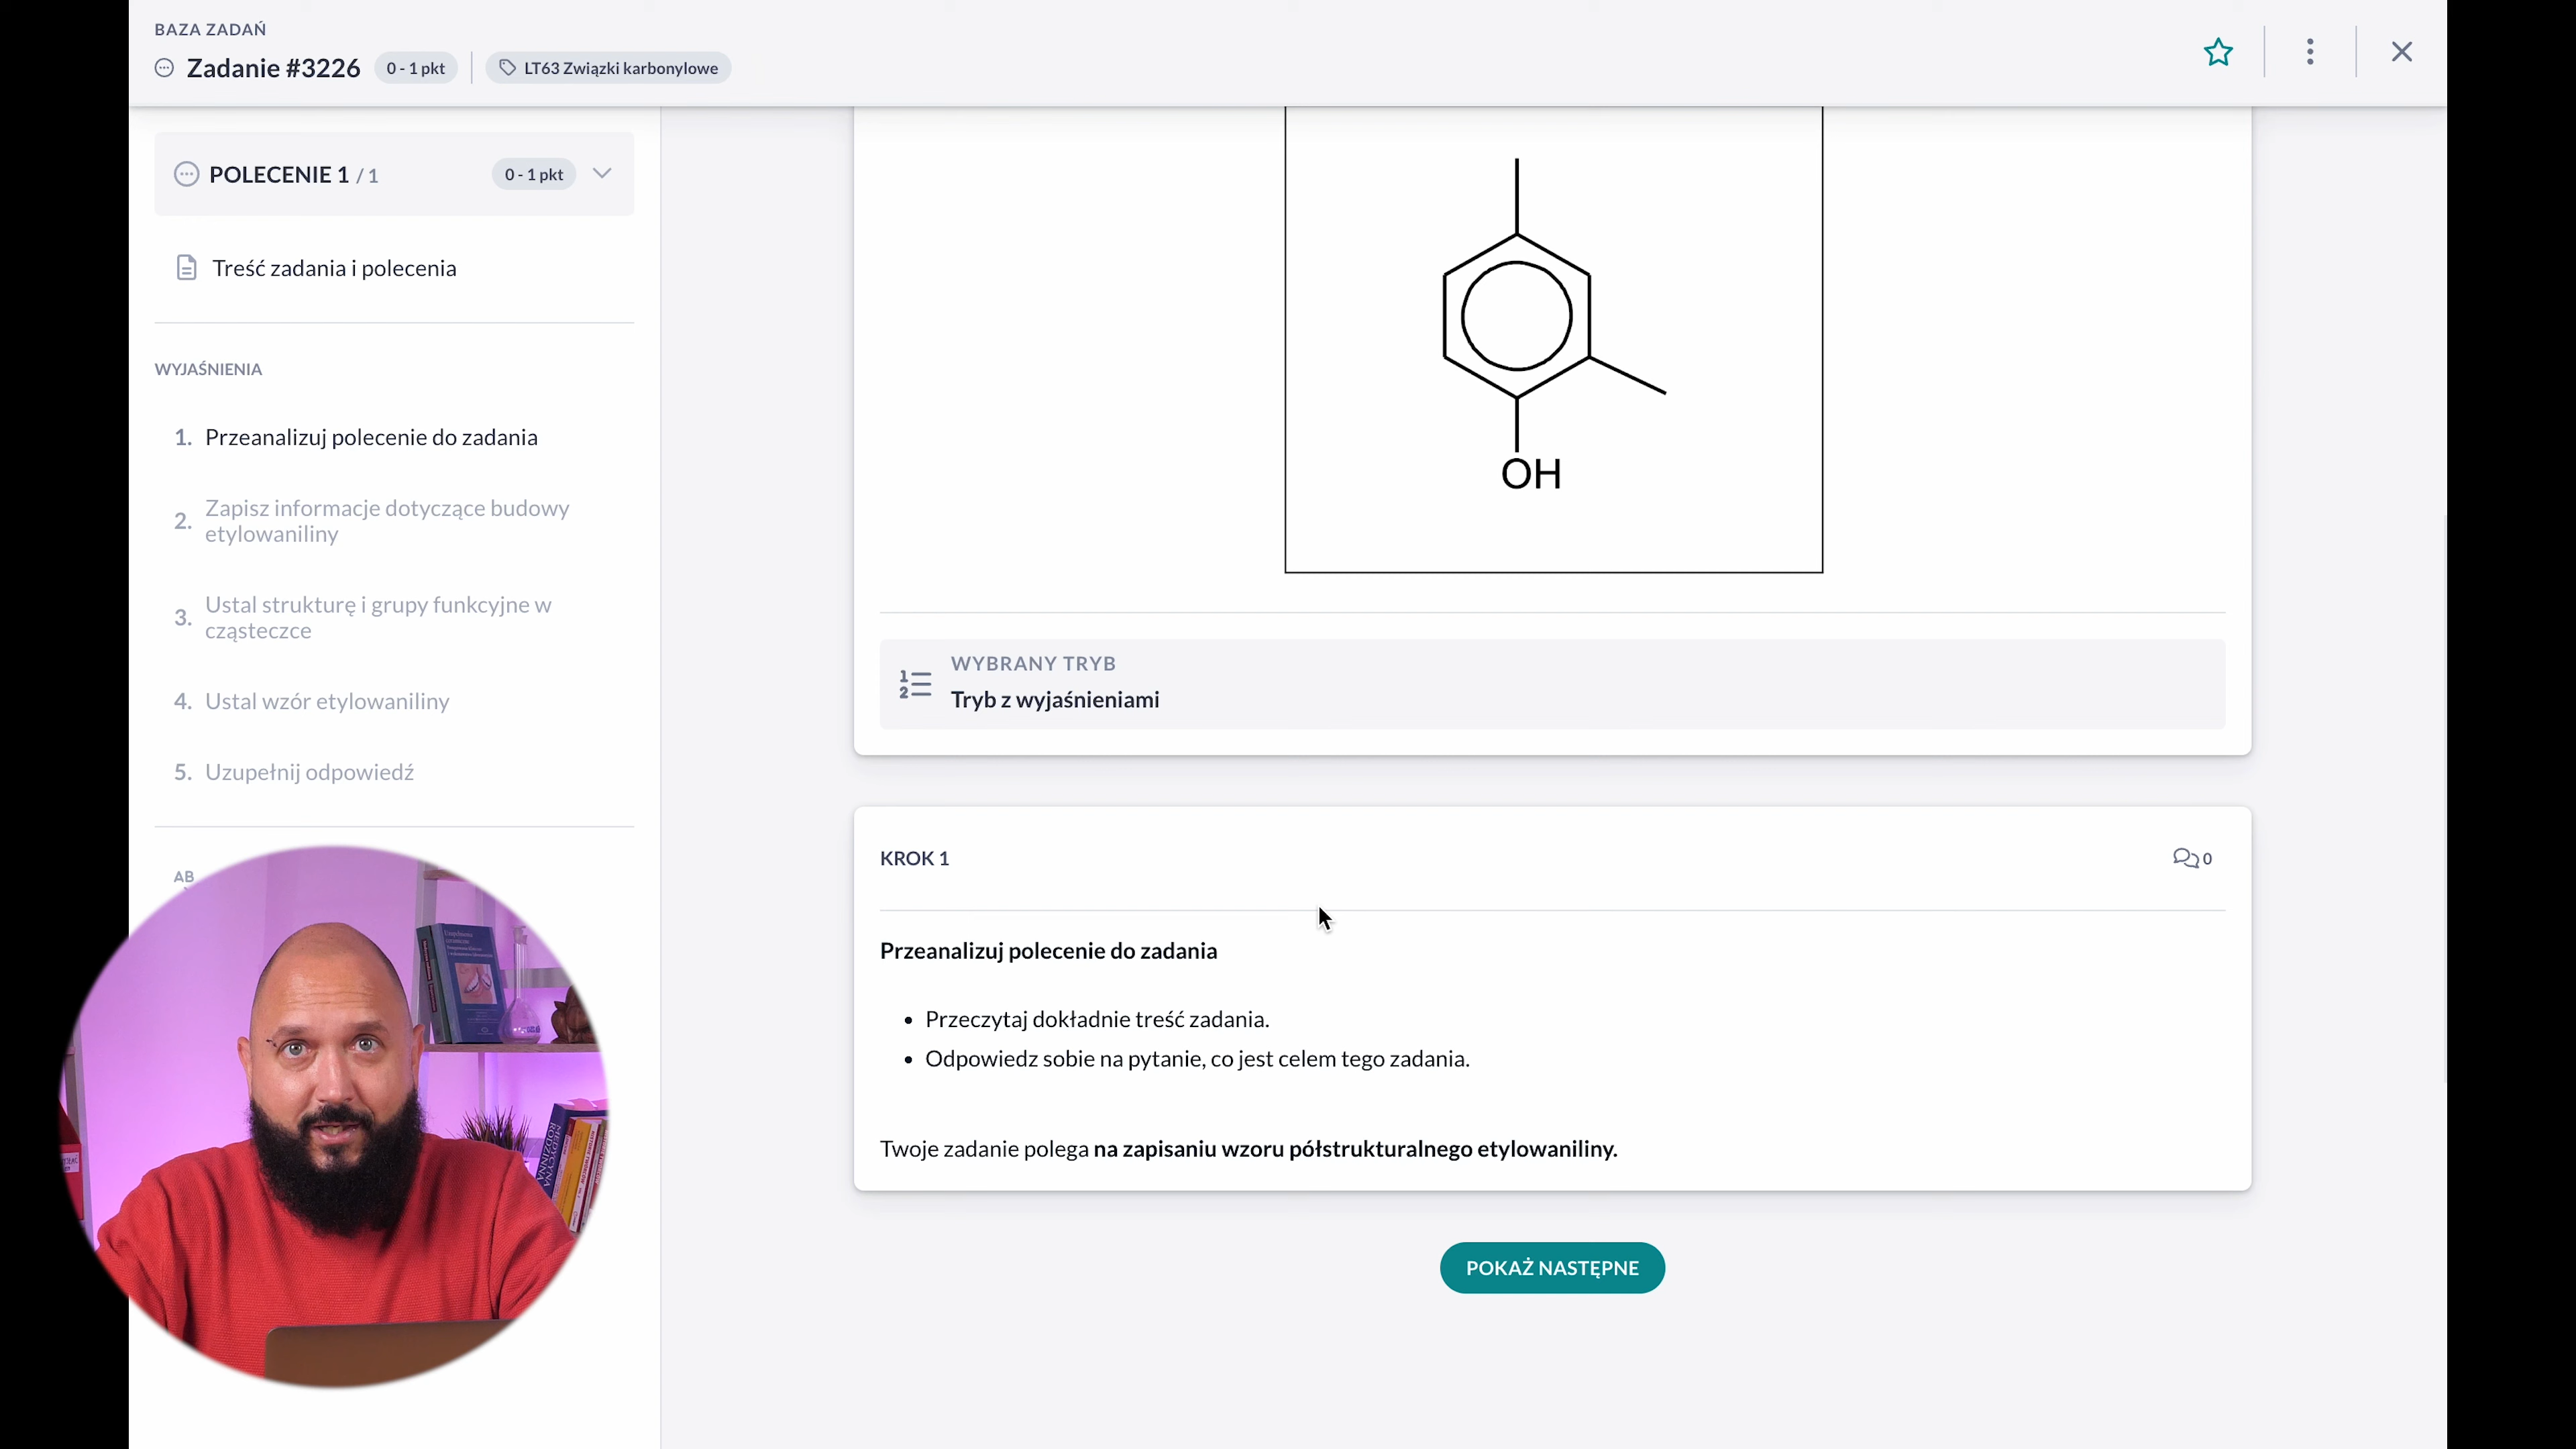 BAZA ZADAŃ
Zadanie #3226
0 - 1 pkt
LT63 Związki karbonylowe
POLECENIE 1 / 1
0 - 1 pkt
Treść zadania i polecenia
WYJAŚNIENIA
1. Przeanalizuj polecenie do zadania
2. Zapisz informacje dotyczące budowy
etylowaniliny
3. Ustal strukturę i grupy funkcyjne w
cząsteczce
4. Ustal wzór etylowaniliny
5. Uzupełnij odpowiedź
AB
OH
WYBRANY TRYB
Tryb z wyjaśnieniami
KROK 1
0
Przeanalizuj polecenie do zadania
• Przeczytaj dokładnie treść zadania.
• Odpowiedz sobie na pytanie, co jest celem tego zadania.
Twoje zadanie polega na zapisaniu wzoru półstrukturalnego etylowaniliny.
POKAŻ NASTĘPNE
MEDYCYNA
RODZINNA